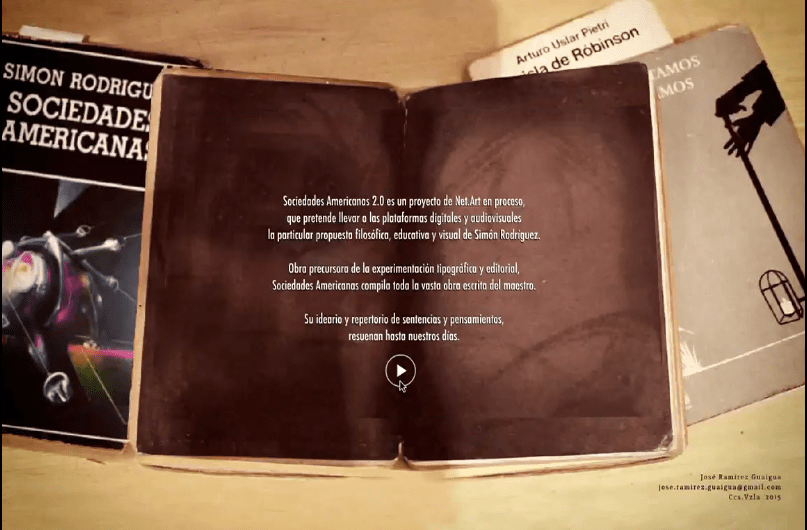 SIMON RODRIGU
SOCIEDADES
AMERICANAS
Arturo Uslar Pietri
isla de Róbinson
TAMOS
MOS
Sociedades Americanas 2.0 es un proyecto de Net.Art en proceso,
que pretende llevar a las plataformas digitales y audiovisuales
la particular propuesta filosófica, educativa y visual de Simón Rodríguez.
Obra precursora de la experimentación tipográfica y editorial,
Sociedades Americanas compila toda la vasta obra escrita del maestro.
Su ideario y repertorio de sentencias y pensamientos,
resuenan hasta nuestros días.
José Ramírez Guaigua
jose.ramirez.guaigua@gmail.com
Ccs.Vzla 2015